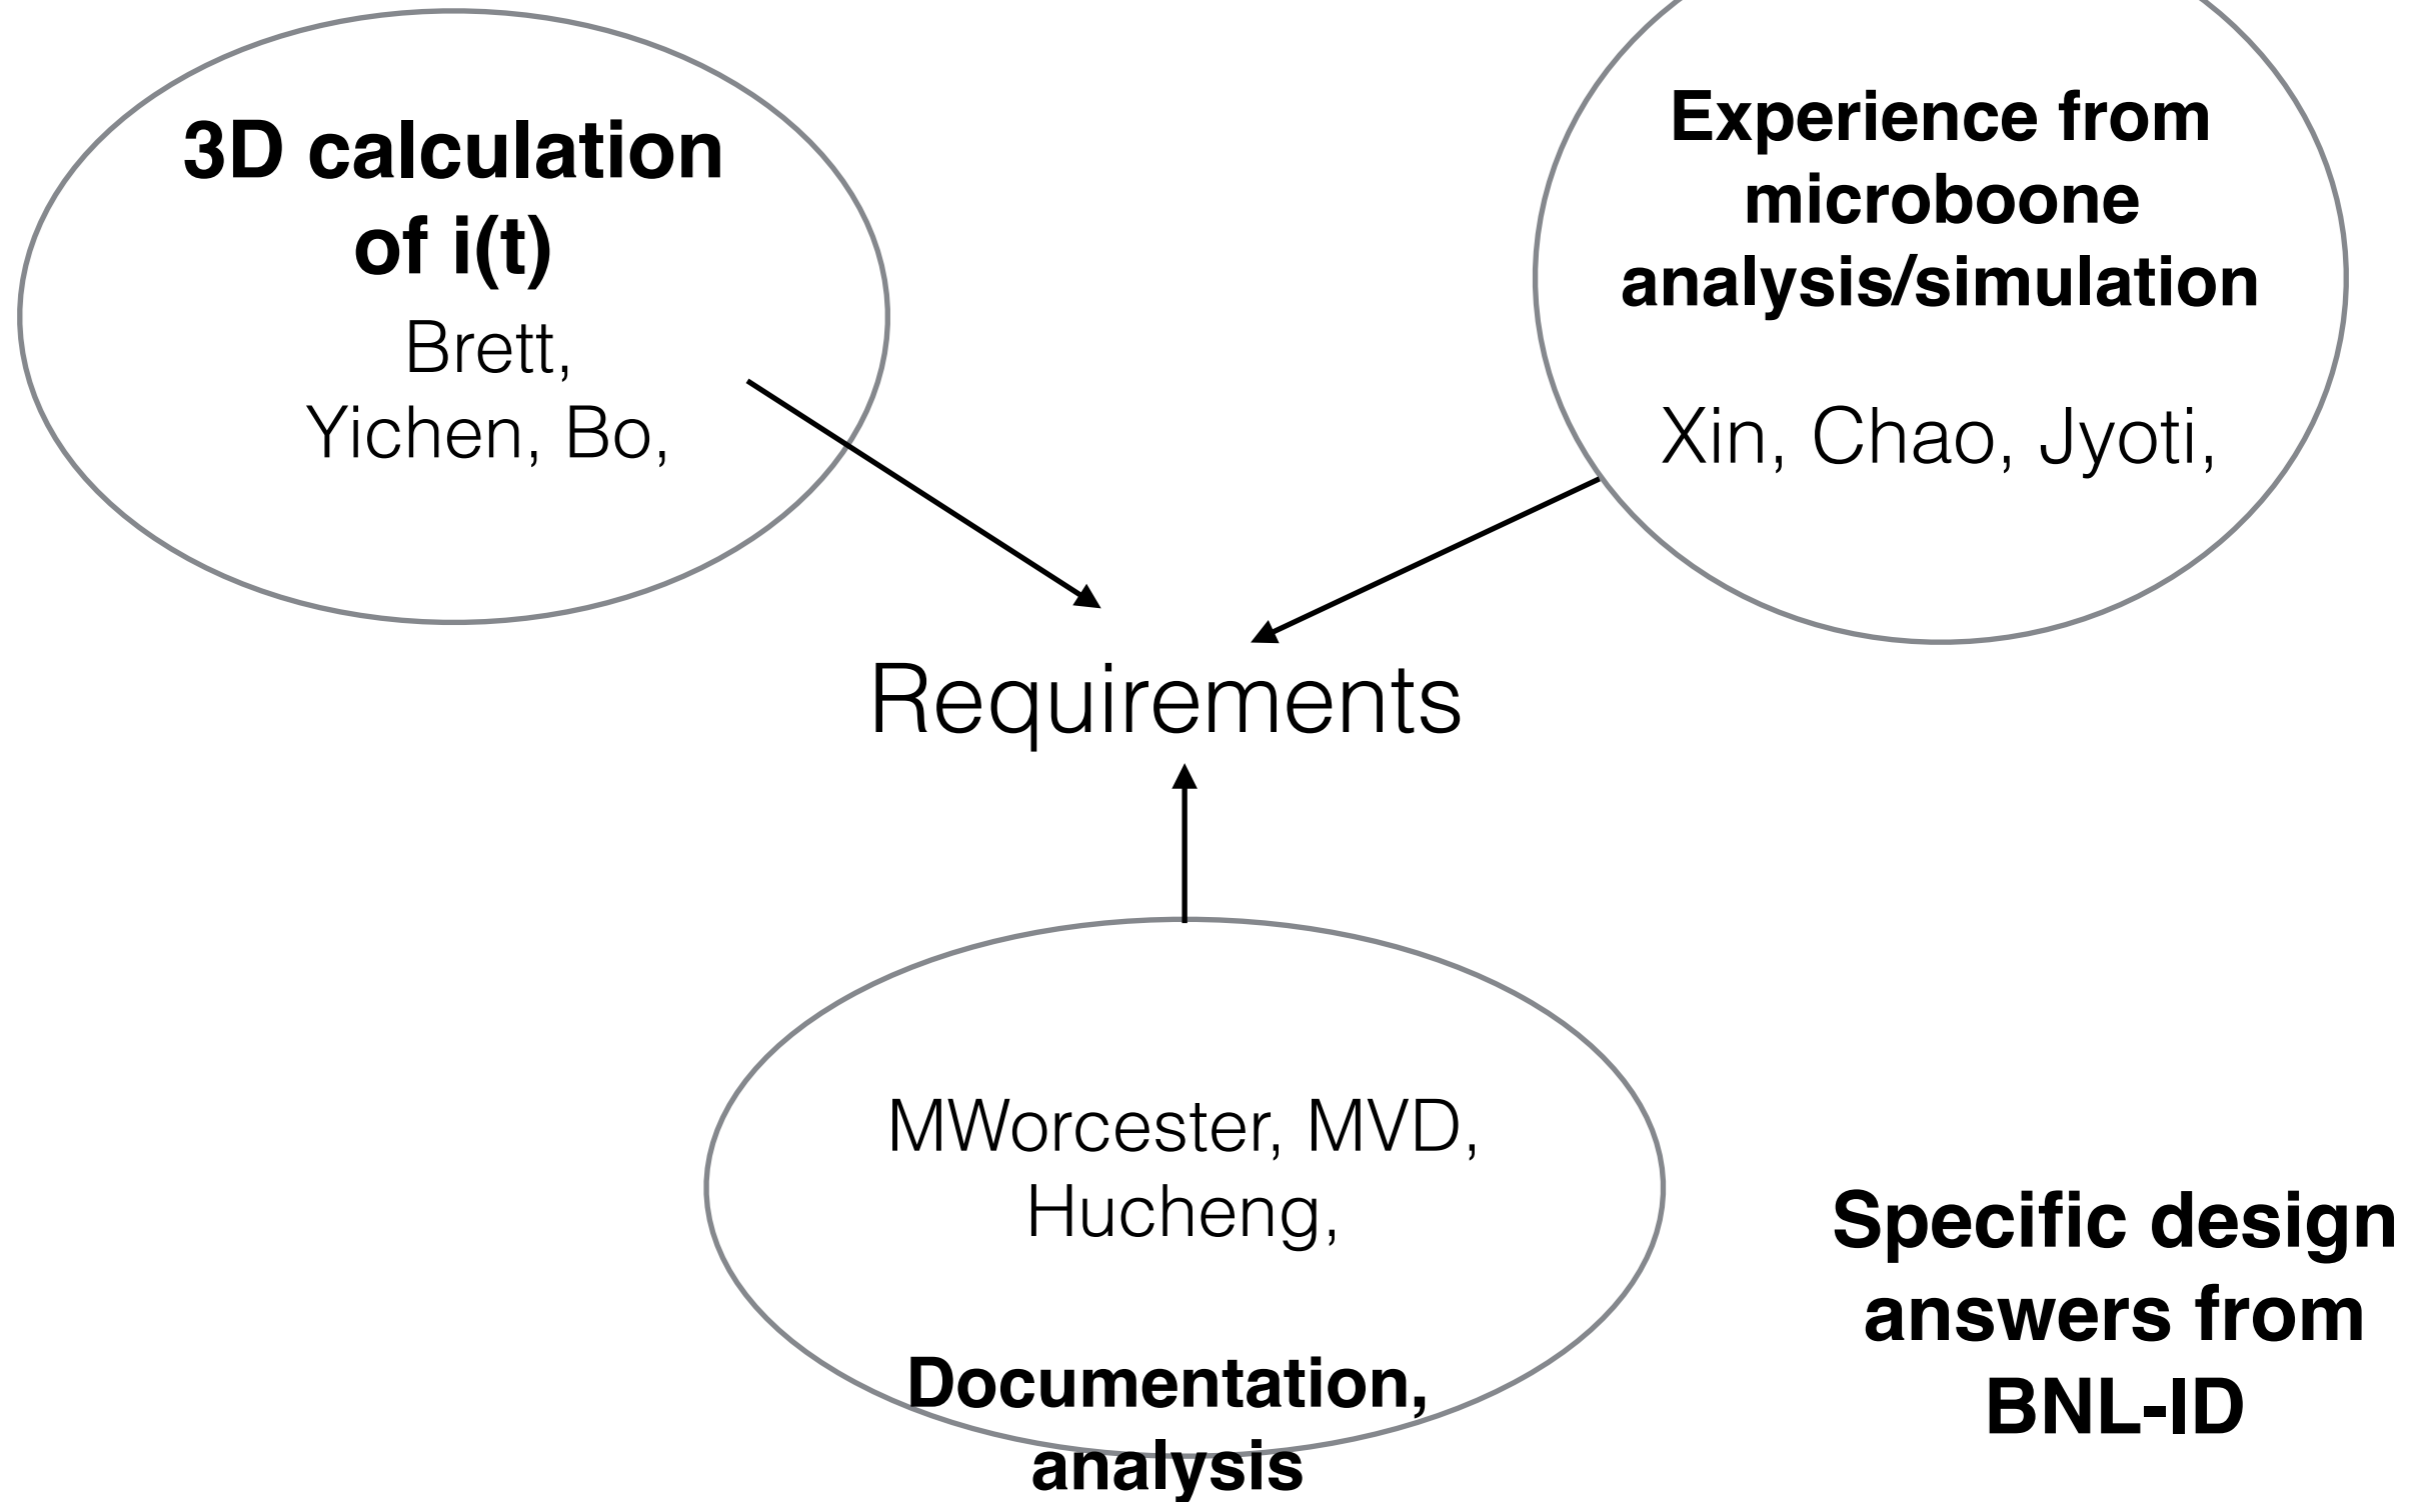 3D calculation
of i(t)
Brett,
Yichen, Bo,
Experience from
microboone
analysis/simulation
Xin, Chao, Jyoti,
Requirements
MWorcester, MVD,
Hucheng,
Documentation,
analysis
Specific design
answers from
BNL-ID